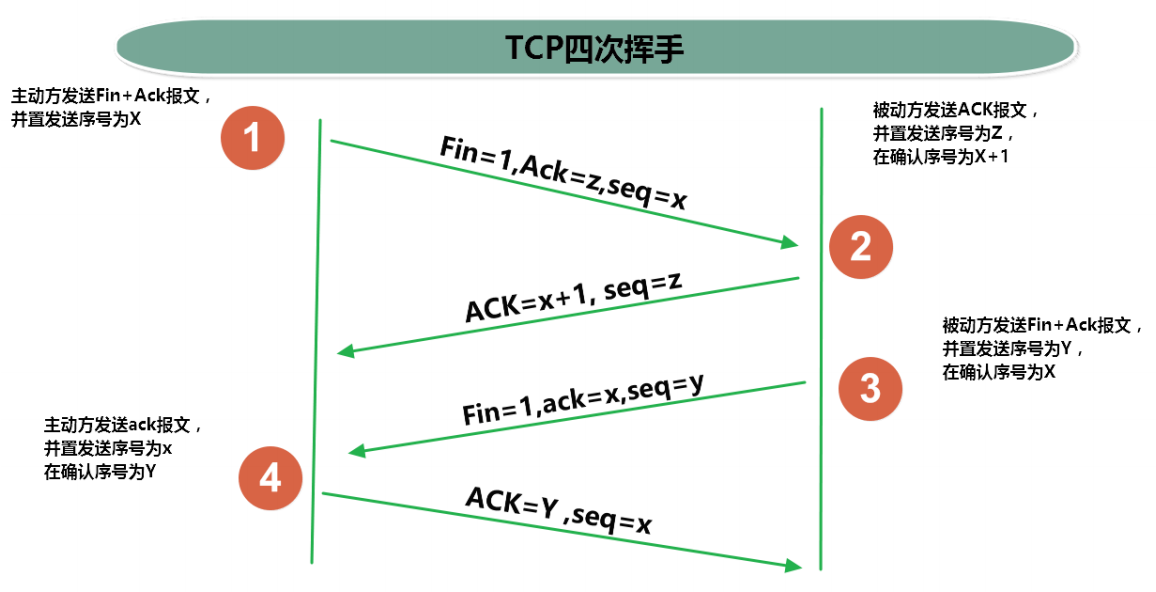 TCP四次挥手
主动方发送Fin+Ack报文，
并置发送序号为X
1
Fin=1,Ack=z,seq=x
被动方发送ACK报文，
并置发送序号为Z，
在确认序号为X+1
2
ACK=x+1, seq=z
被动方发送Fin+Ack报文，
并置发送序号为Y，
在确认序号为X
3
Fin=1,ack=x,seq=y
主动方发送ack报文，
并置发送序号为x
在确认序号为Y
4
ACK=Y ,seq=x